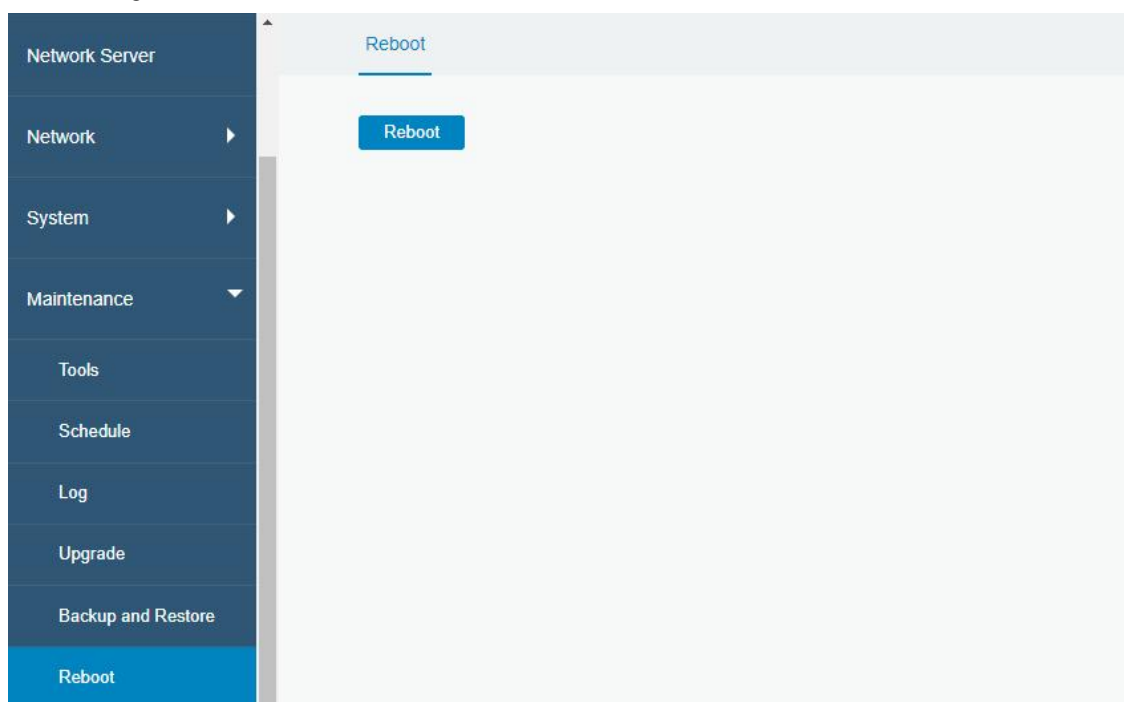 Network Server
Network
System
Maintenance
Tools
Schedule
Log
Upgrade
Backup and Restore
Reboot
Reboot
Reboot